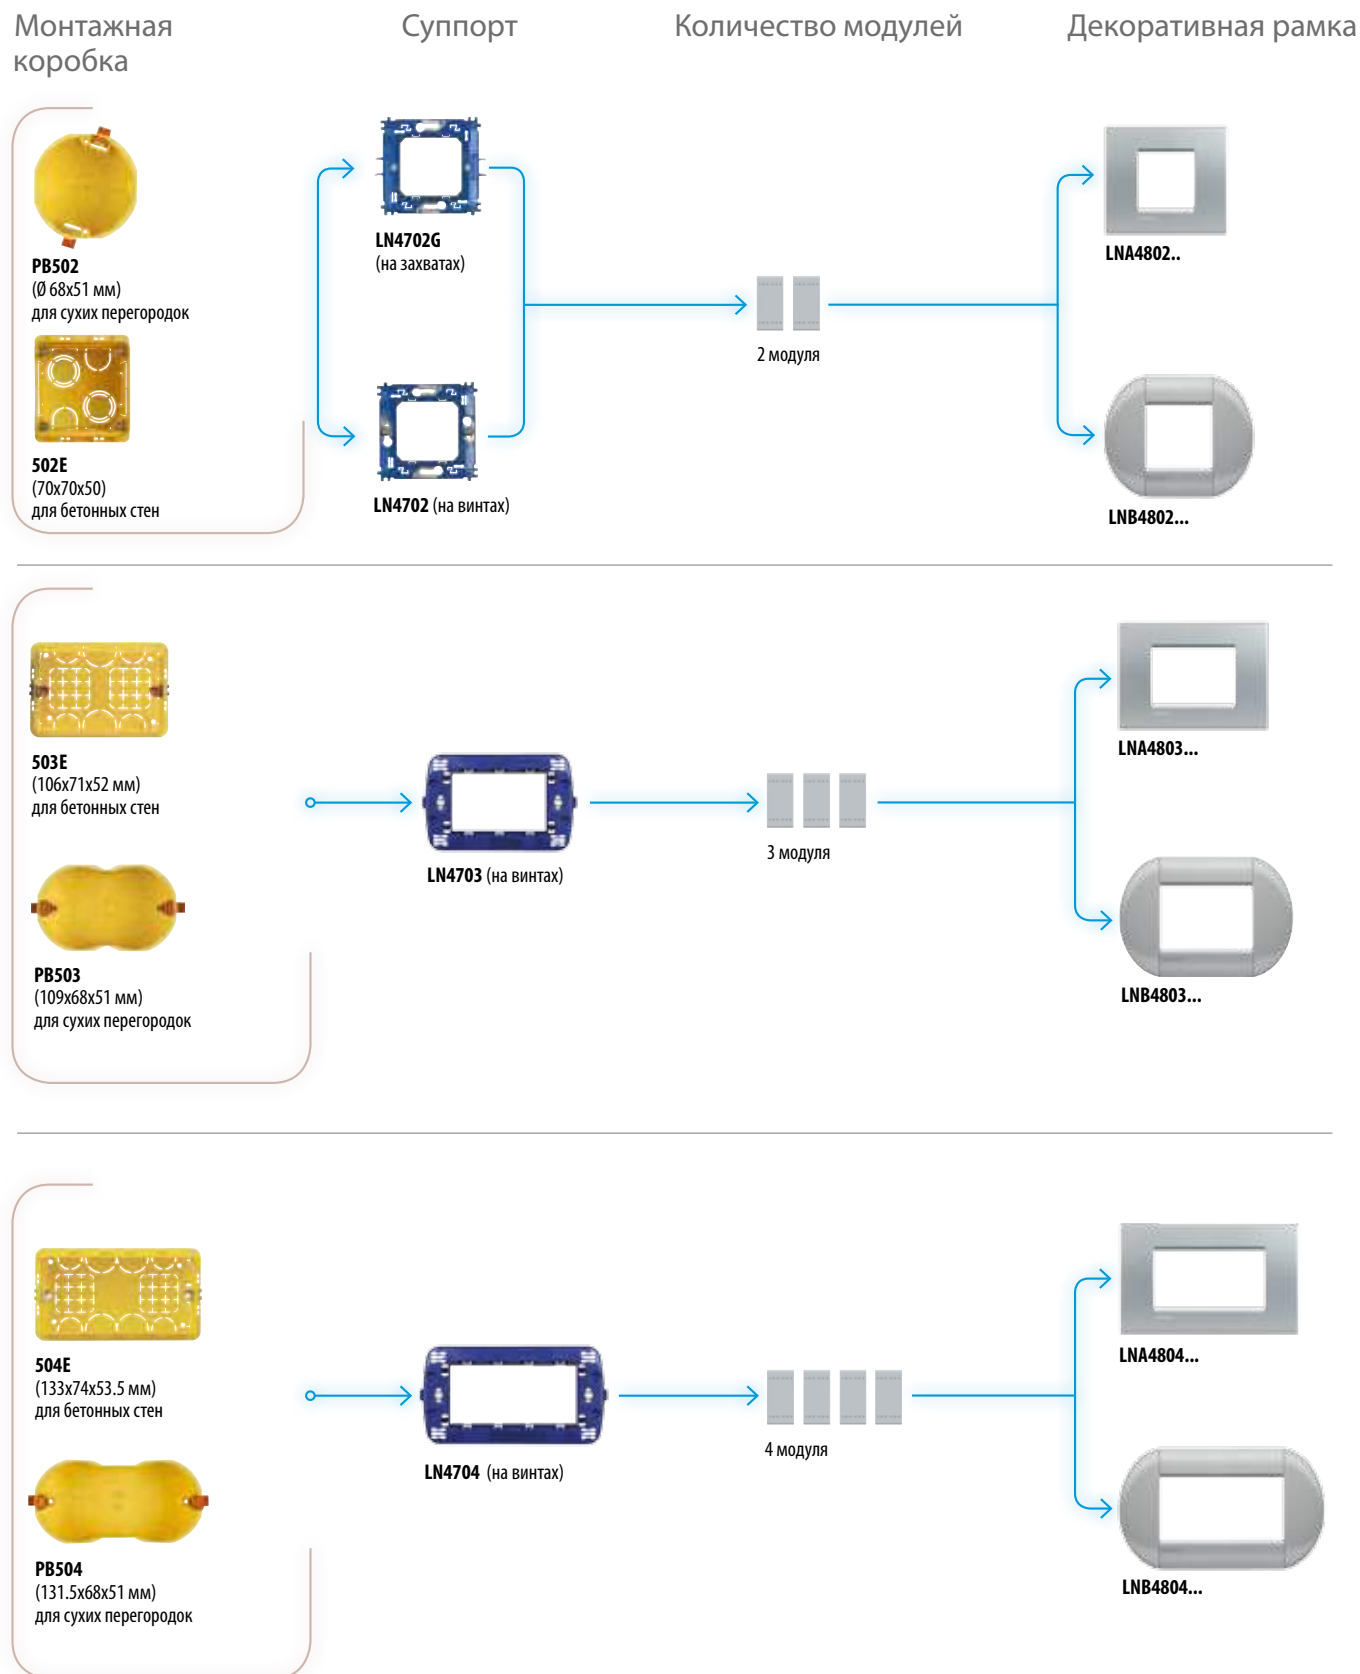 Монтажная
коробка
Суппорт
Количество модулей
Декоративная рамка
PB502
(Ø 68x51 мм)
для сухих перегородок
502E
(70x70x50)
для бетонных стен
LN4702G
(на захватах)
LN4702 (на винтах)
2 модуля
LNA4802..
LNB4802...
503E
(106x71x52 мм)
для бетонных стен
PB503
(109x68x51 мм)
для сухих перегородок
LN4703 (на винтах)
3 модуля
LNA4803...
LNB4803...
504E
(133x74x53.5 мм)
для бетонных стен
PB504
(131.5x68x51 мм)
для сухих перегородок
LN4704 (на винтах)
4 модуля
LNA4804...
LNB4804...